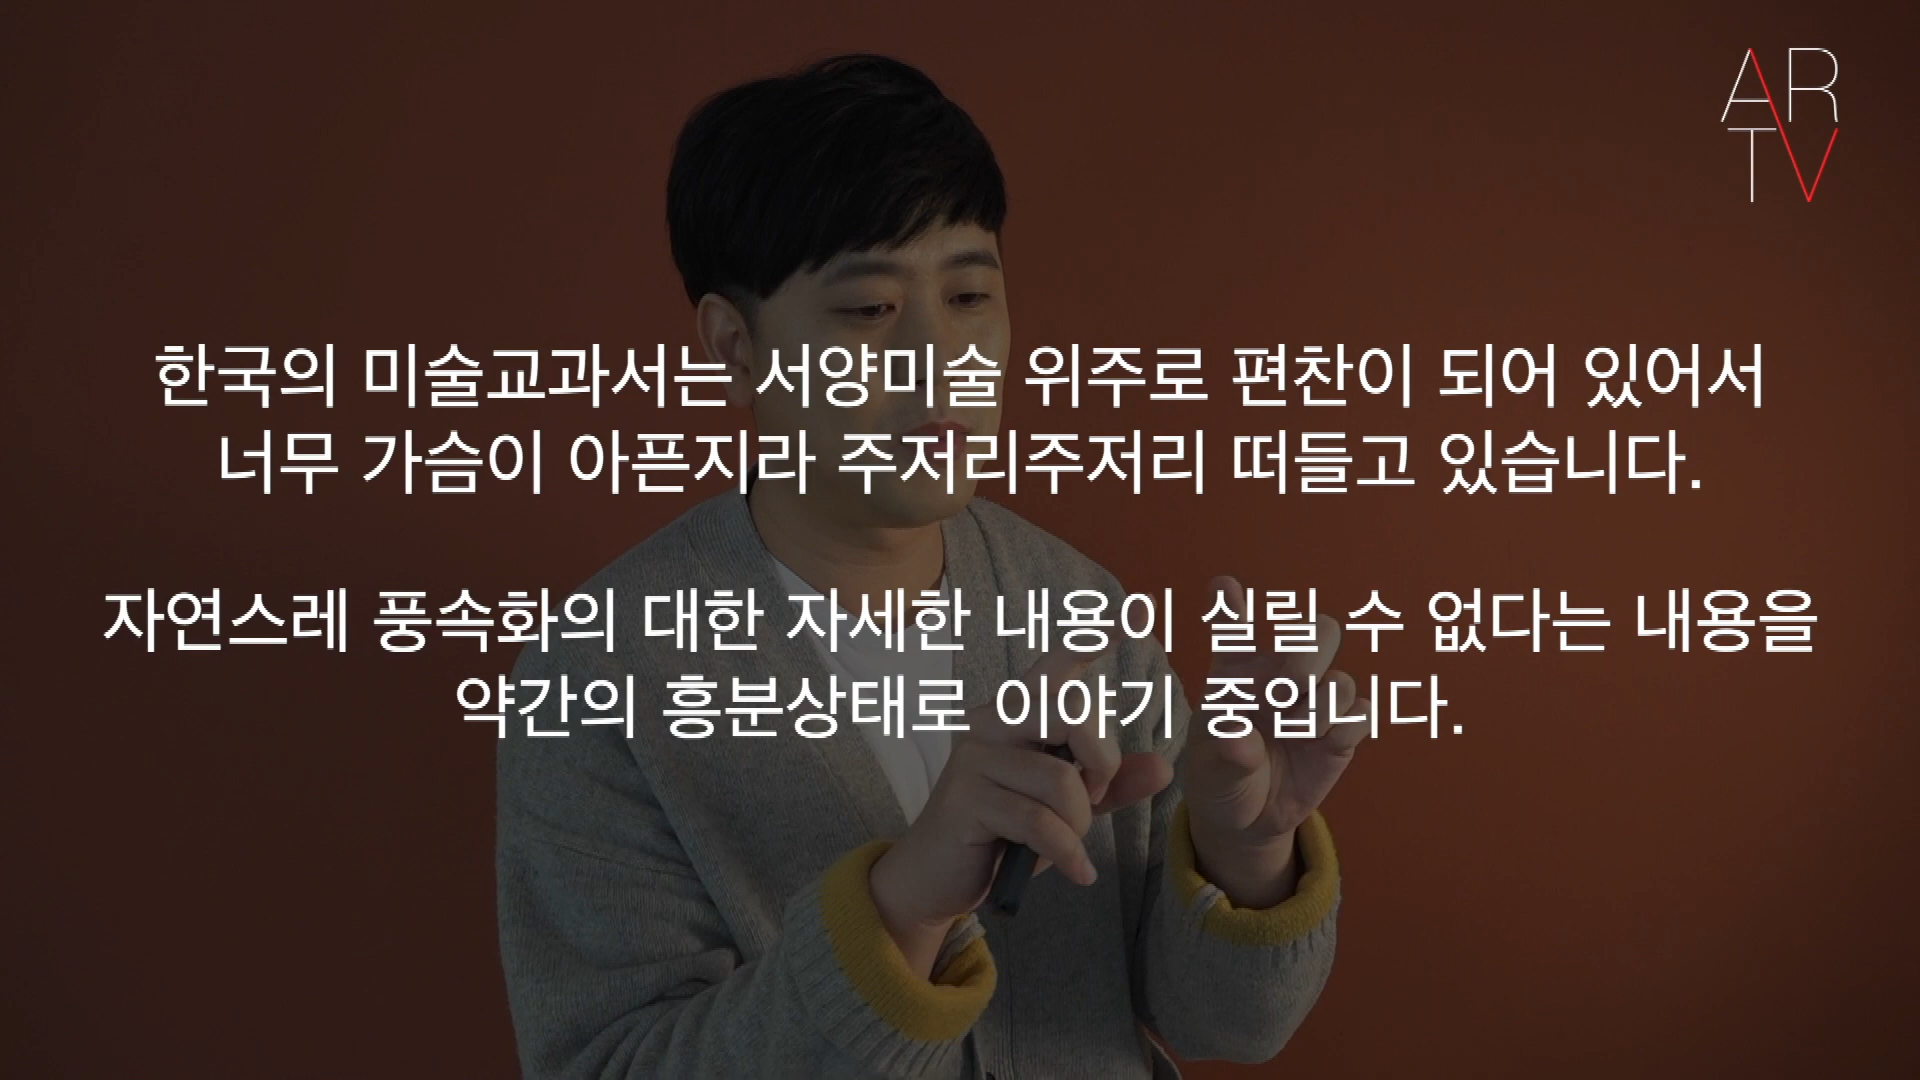 AR
TV
한국의 미술교과서는 서양미술 위주로 편찬이 되어 있어서
너무 가슴이 아픈지라 주저리주저리 떠들고 있습니다.
자연스레 풍속화의 대한 자세한 내용이 실릴 수 없다는 내용을
약간의 흥분상태로 이야기 중입니다.